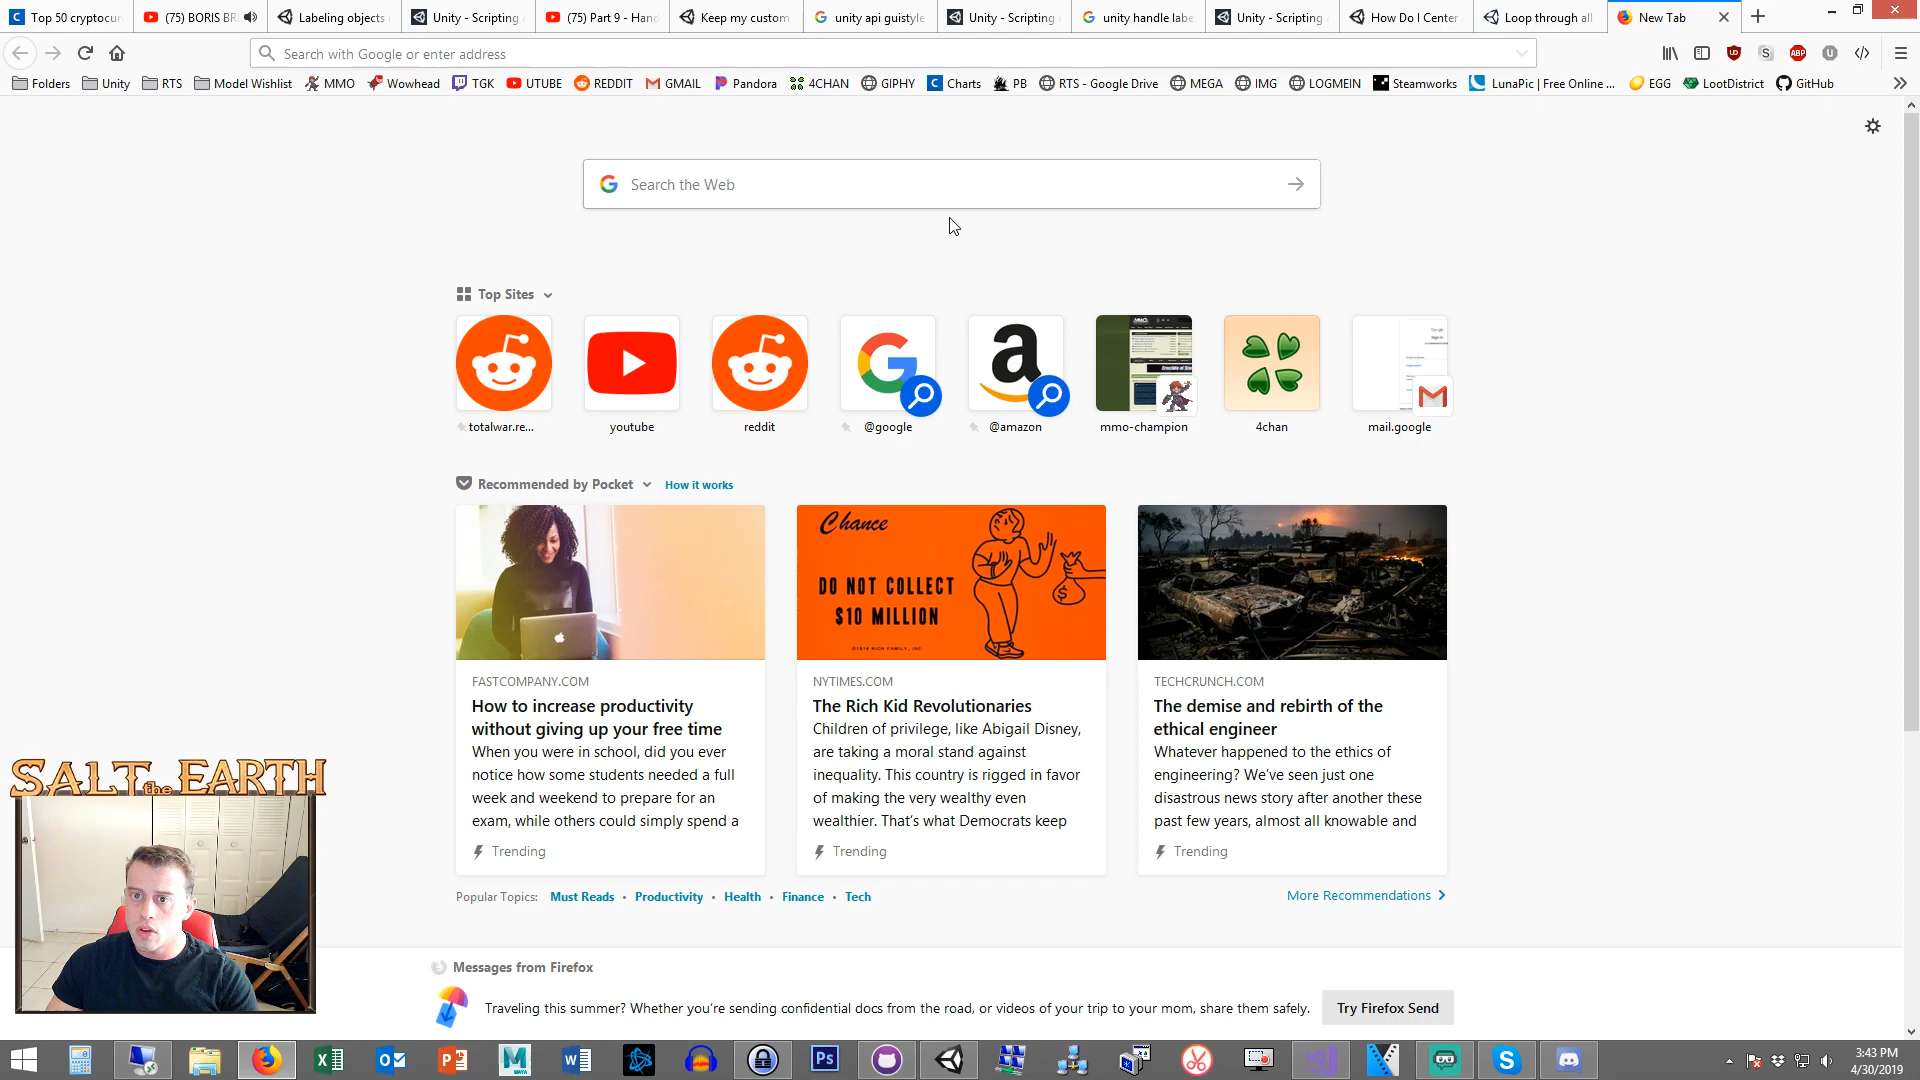 Top 50 cryptocur
(75) BORIS BR
Labeling objects
Unity - Scripting
(75) Part 9 - Hand
Keep my custom
unity api guistyle
Unity - Scripting
unity handle labe
Unity - Scripting
How Do I Center
Loop through all
New Tab
Search with Google or enter address
Folders
Unity
RTS
Model Wishlist
MMO
Wowhead
TGK
UTUBE
REDDIT
GMAIL
Pandora
4CHAN
GIPHY
Charts
PB
RTS - Google Drive
MEGA
IMG
LOGMEIN
Steamworks
LunaPic | Free Online ...
EGG
LootDistrict
GitHub
Search the Web
Top Sites
totalwar.re...
youtube
reddit
@google
@amazon
mmo-champion
4chan
mail.google
Recommended by Pocket
How it works
Chance
DO NOT COLLECT
$10 MILLION
FASTCOMPANY.COM
How to increase productivity
without giving up your free time
When you were in school, did you ever
notice how some students needed a full
week and weekend to prepare for an
exam, while others could simply spend a
Trending
NYTIMES.COM
The Rich Kid Revolutionaries
Children of privilege, like Abigail Disney,
are taking a moral stand against
inequality. This country is rigged in favor
of making the very wealthy even
wealthier. That's what Democrats keep
Trending
TECHCRUNCH.COM
The demise and rebirth of the
ethical engineer
Whatever happened to the ethics of
engineering? We've seen just one
disastrous news story after another these
past few years, almost all knowable and
Trending
Popular Topics: Must Reads • Productivity • Health • Finance • Tech
More Recommendations
SALT the EARTH
Messages from Firefox
Traveling this summer? Whether you're sending confidential docs from the road, or videos of your trip to your mom, share them safely.
Try Firefox Send
3:43 PM
4/30/2019